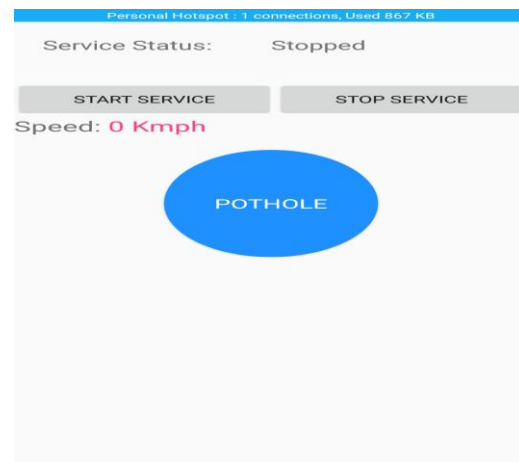 Personal Hotspot : 1 connections, Used 867 KB
Service Status: Stopped
START SERVICE STOP SERVICE
Speed: 0 Kmph
POTHOLE